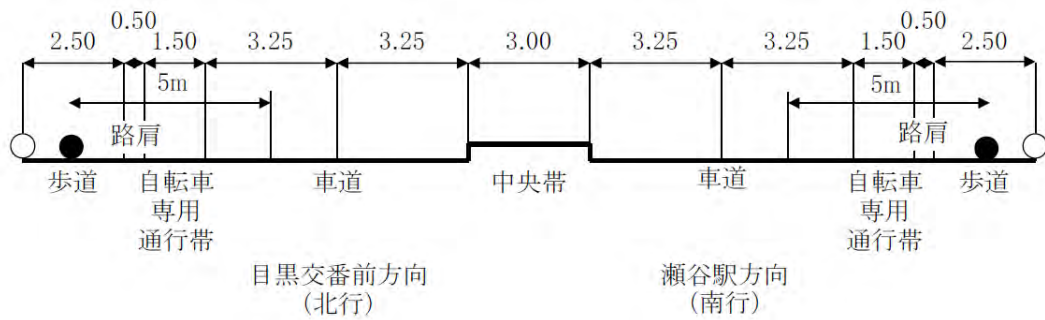 0.50
0.50
2.50
1.50
3.25
3.25
3.00
3.25
3.25
1.50
2.50
5m
5m
路肩
路肩
歩道
自転車
専用
通行帯
車道
中央帯
車道
自転車
専用
通行帯
歩道
目黒交番前方向
(北行)
瀬谷駅方向
(南行)